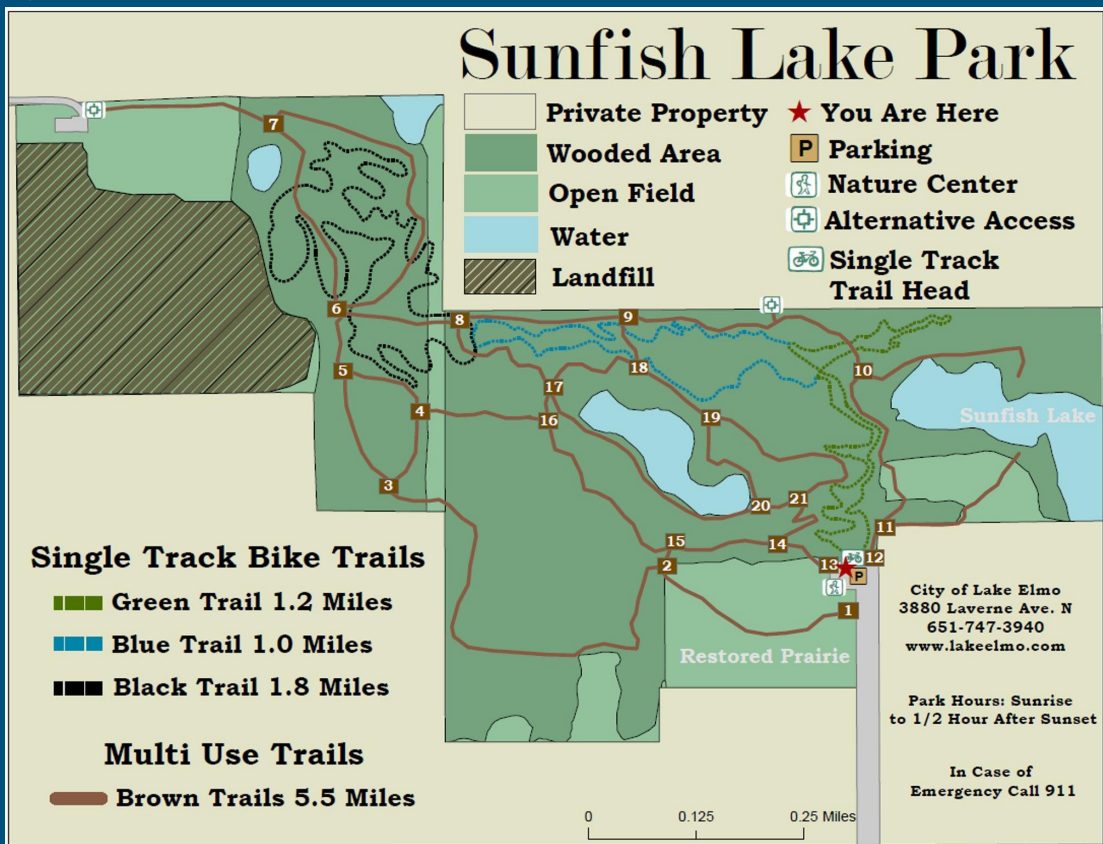 Sunfish Lake Park
Private Property
Wooded Area
Open Field
Water
Landfill
You Are Here
P Parking
Nature Center
Alternative Access
Single Track
Trail Head
7
6
8
9
5
10
18
17
4
16
19
Sunfish Lake
3
20
21
11
15
14
12
2
13
P
1
Restored Prairie
Single Track Bike Trails
Green Trail 1.2 Miles
Blue Trail 1.0 Miles
Black Trail 1.8 Miles
Multi Use Trails
Brown Trails 5.5 Miles
City of Lake Elmo
3880 Laverne Ave. N
651-747-3940
www.lakeelmo.com
Park Hours: Sunrise
to 1/2 Hour After Sunset
In Case of
Emergency Call 911
0 0.125 0.25 Miles